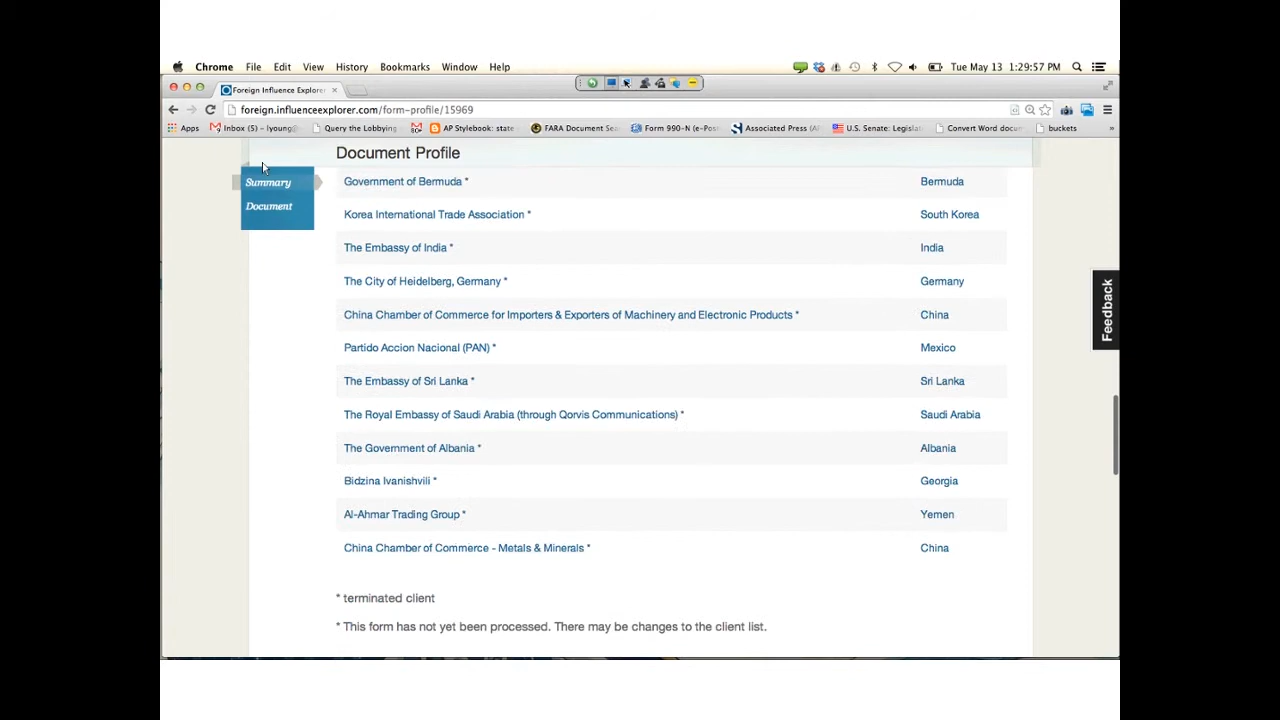 Chrome File Edit View History Bookmarks Window Help Tue May 13 1:29:57 PM
Foreign Influence Explorer
foreign.influenceexplorer.com/form-profile/15969
Apps Inbox (5) – lyoung@ Query the Lobbying AP Stylebook: state FARA Document Sea Form 990-N (e-Pos Associated Press (AP U.S. Senate: Legislat Convert Word docum buckets »
Document Profile
Summary
Document
Government of Bermuda * Bermuda
Korea International Trade Association * South Korea
The Embassy of India * India
The City of Heidelberg, Germany * Germany
China Chamber of Commerce for Importers & Exporters of Machinery and Electronic Products * China
Partido Accion Nacional (PAN) * Mexico
The Embassy of Sri Lanka * Sri Lanka
The Royal Embassy of Saudi Arabia (through Qorvis Communications) * Saudi Arabia
The Government of Albania * Albania
Bidzina Ivanishvili * Georgia
Al-Ahmar Trading Group * Yemen
China Chamber of Commerce - Metals & Minerals * China
* terminated client
* This form has not yet been processed. There may be changes to the client list.
Feedback